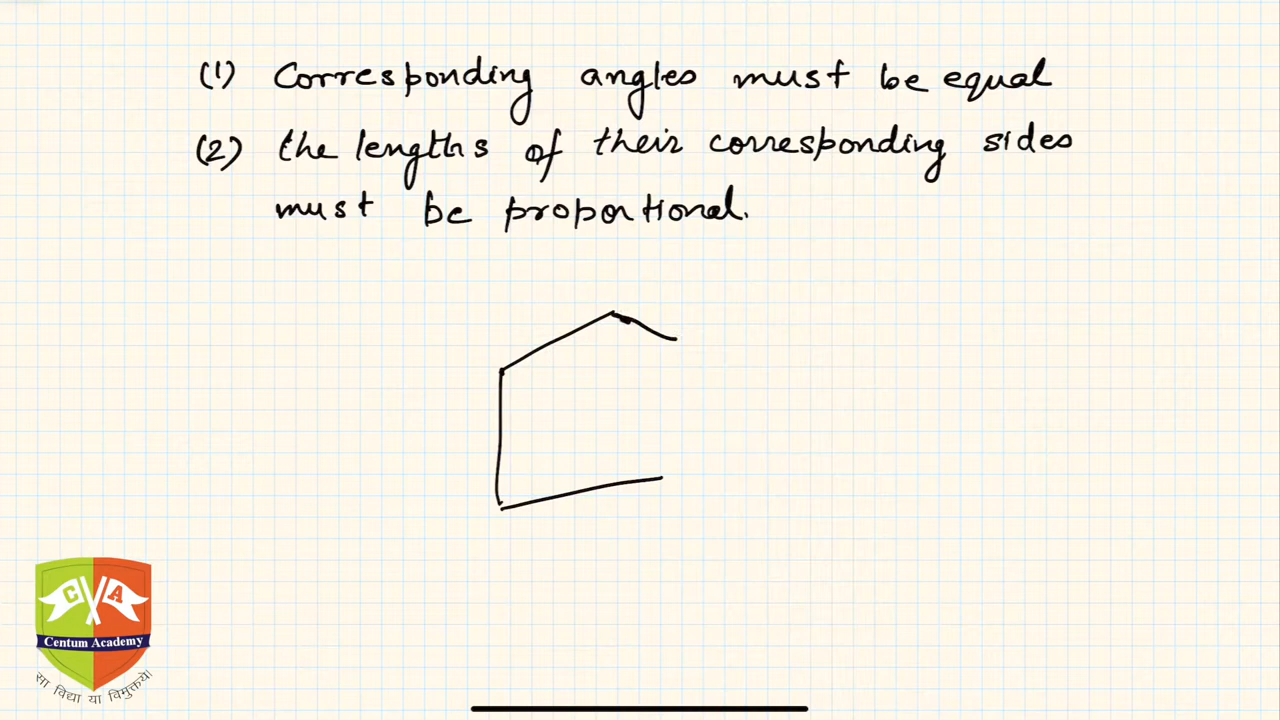 (1) Corresponding angles must be equal
(2) the lengths of their corresponding sides
must be proportional.
CA
Centum Academy
सा विद्या या विमुक्तये।